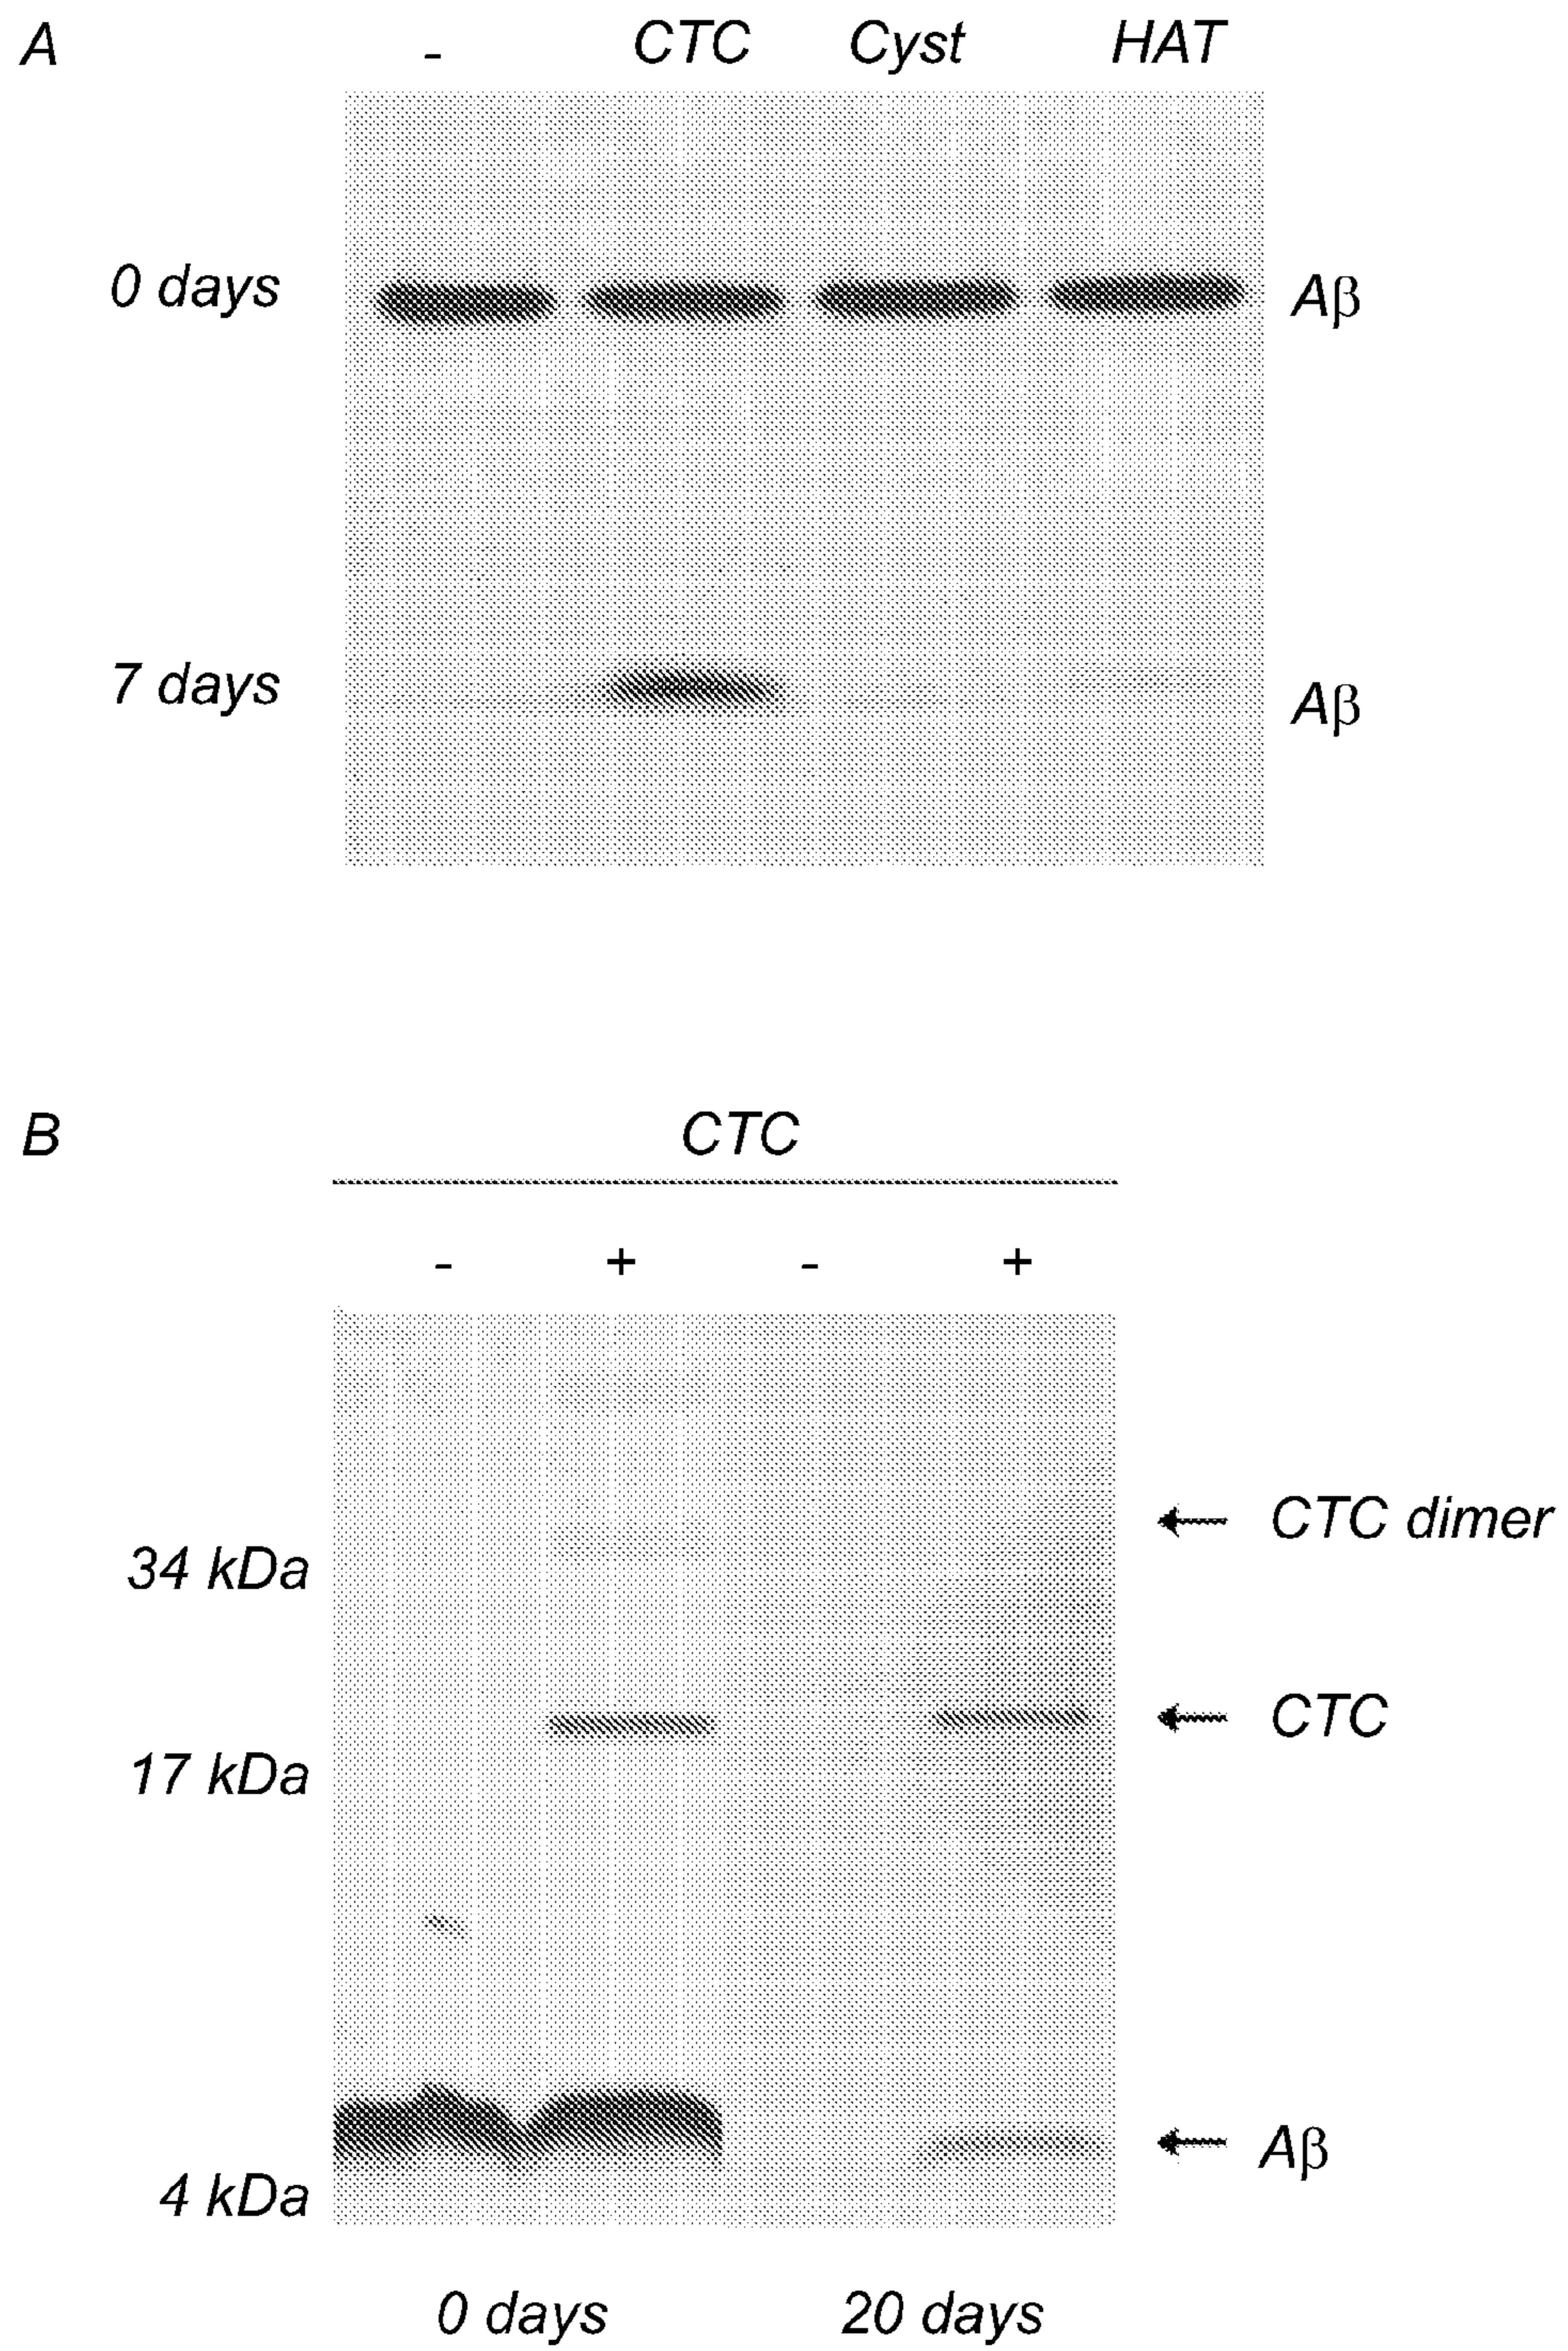 A
- CTC Cyst HAT
0 days Aβ
7 days Aβ
B
CTC
- + - +
CTC dimer
34 kDa
CTC
17 kDa
Aβ
4 kDa
0 days 20 days